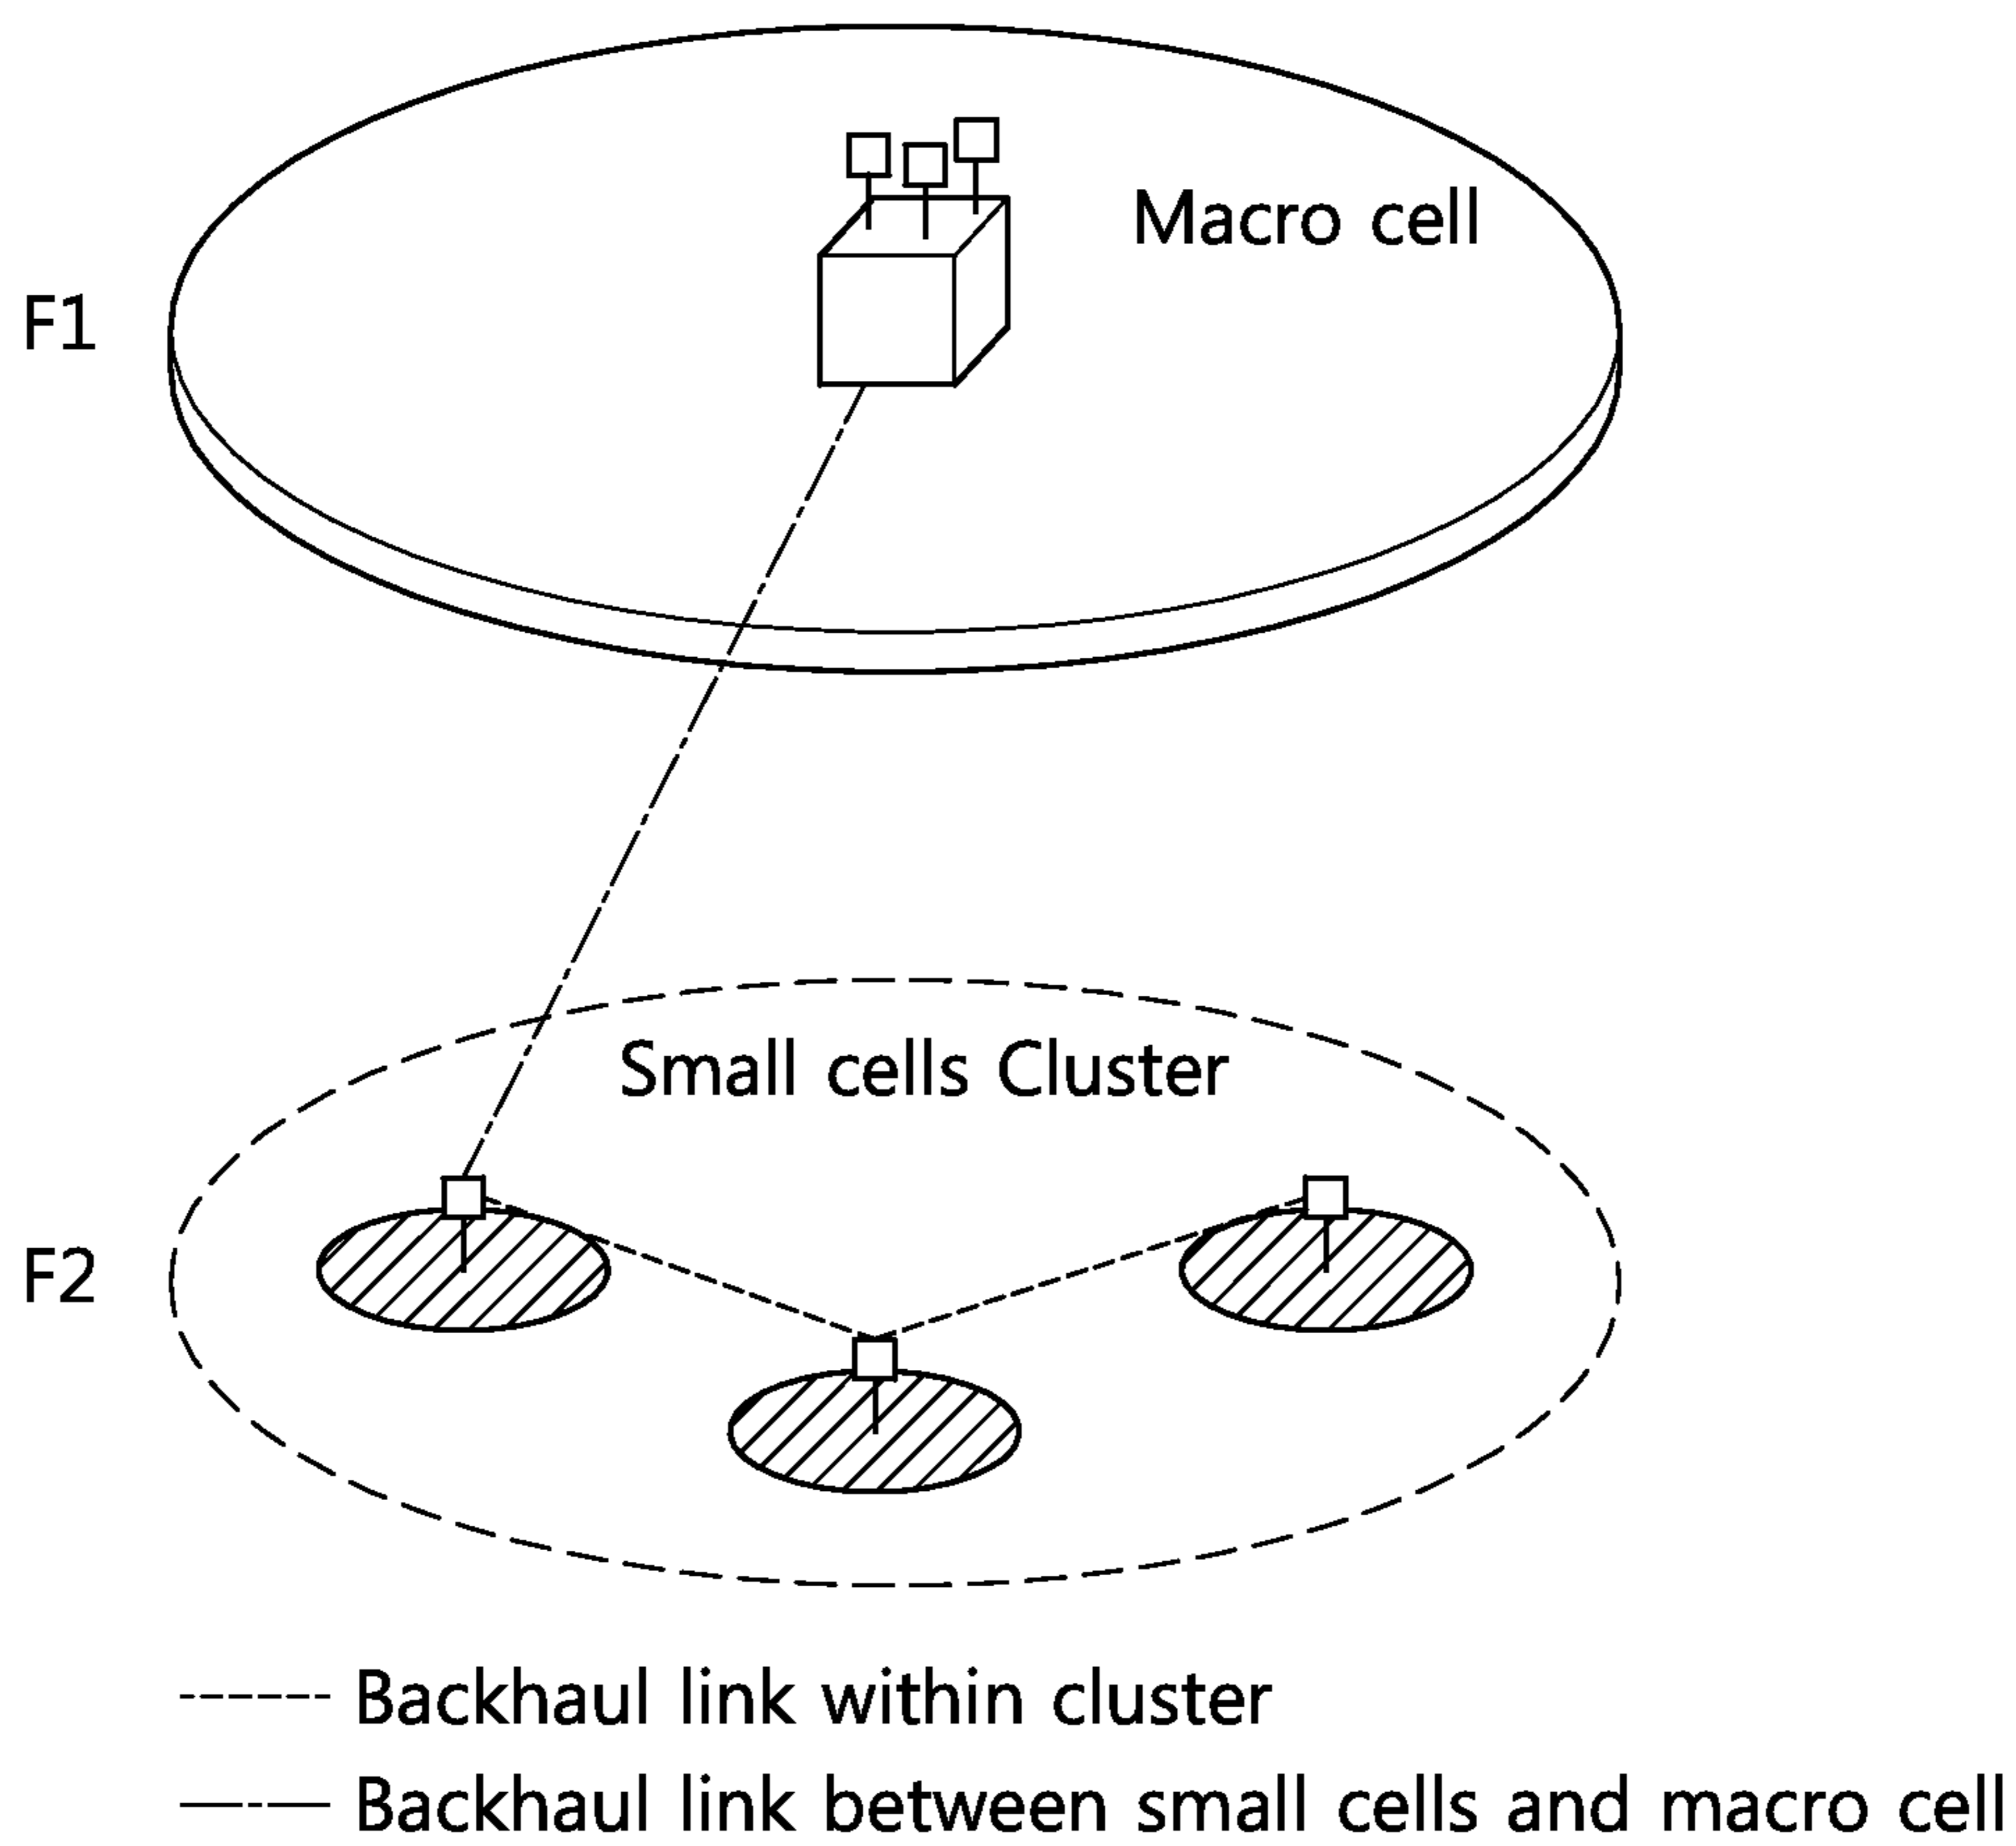 Macro cell
F1
Small cells Cluster
F2
Backhaul link within cluster
Backhaul link between small cells and macro cell